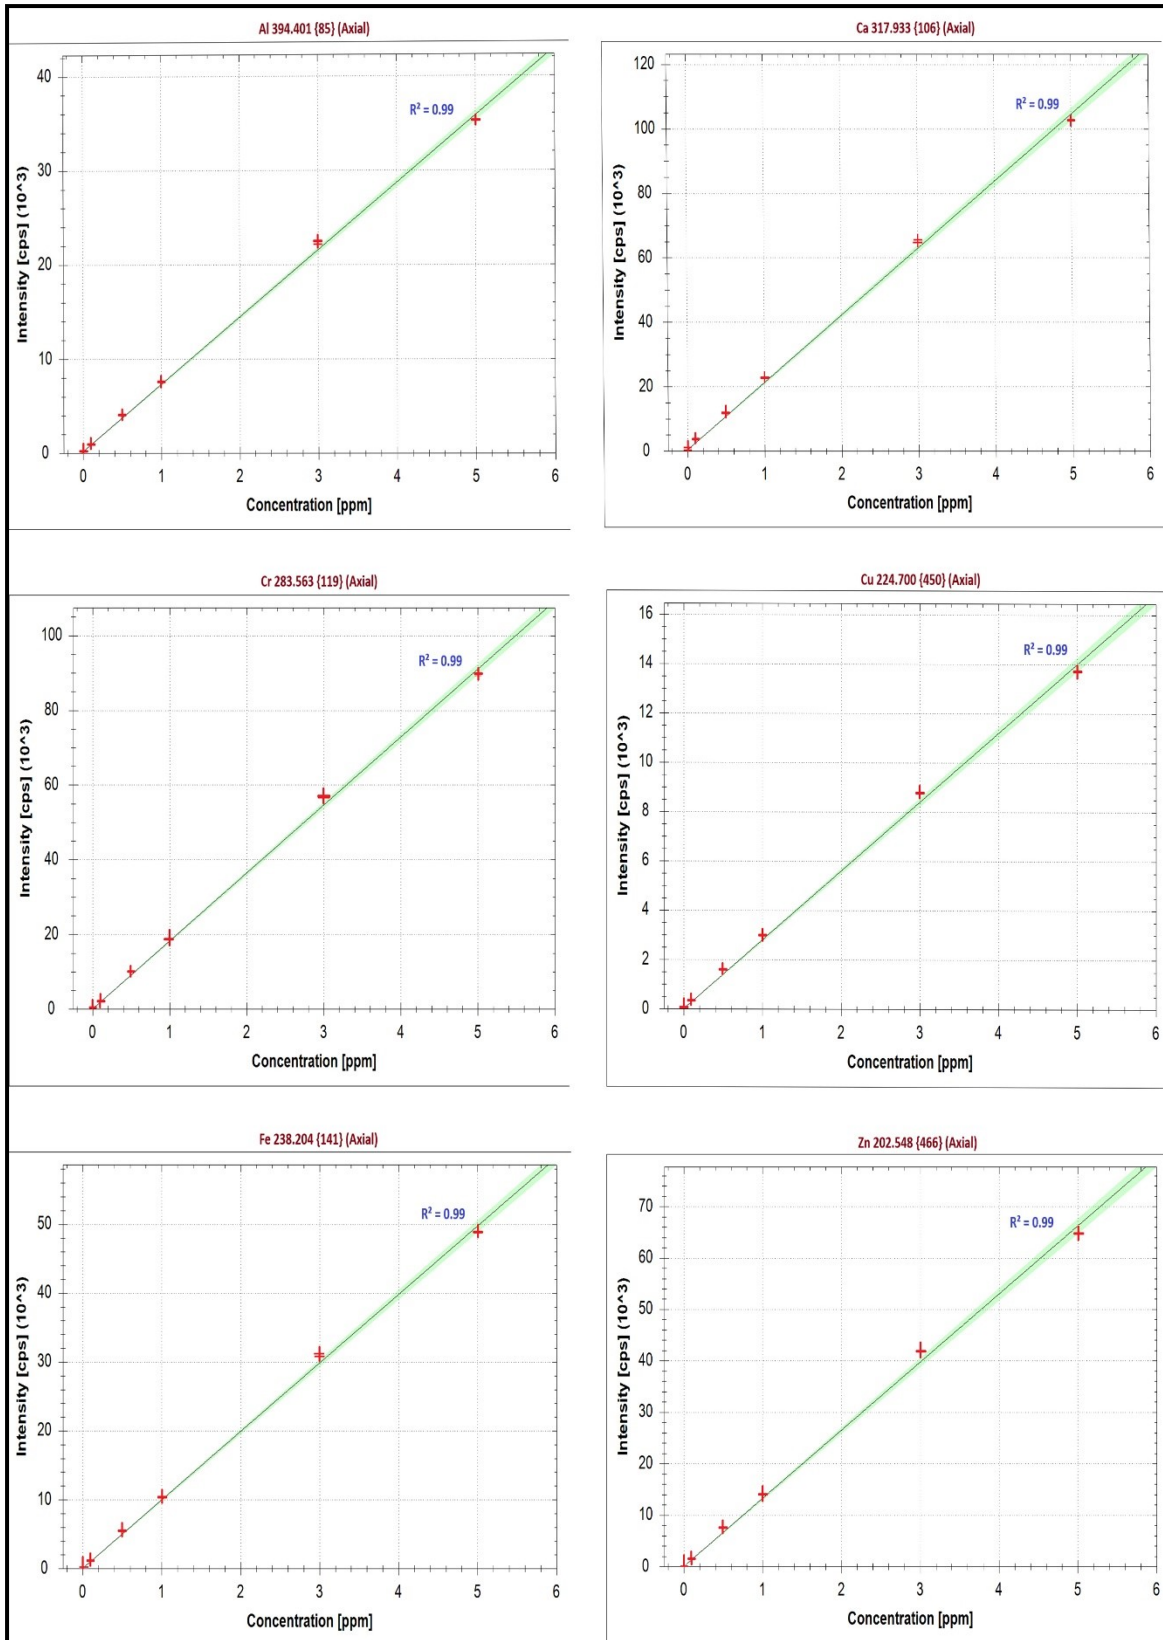 Al 394.401 {85} (Axial)
40
30
20
10
0
R² = 0.99
Intensity [cps] (10^3)
0 1 2 3 4 5 6
Concentration [ppm]
Ca 317.933 {106} (Axial)
120
100
80
60
40
20
0
R² = 0.99
Intensity [cps] (10^3)
0 1 2 3 4 5 6
Concentration [ppm]
Cr 283.563 {119} (Axial)
100
80
60
40
20
0
R² = 0.99
Intensity [cps] (10^3)
0 1 2 3 4 5 6
Concentration [ppm]
Cu 224.700 {450} (Axial)
16
14
12
10
8
6
4
2
0
R² = 0.99
Intensity [cps] (10^3)
0 1 2 3 4 5 6
Concentration [ppm]
Fe 238.204 {141} (Axial)
50
40
30
20
10
0
R² = 0.99
Intensity [cps] (10^3)
0 1 2 3 4 5 6
Concentration [ppm]
Zn 202.548 {466} (Axial)
70
60
50
40
30
20
10
0
R² = 0.99
Intensity [cps] (10^3)
0 1 2 3 4 5 6
Concentration [ppm]